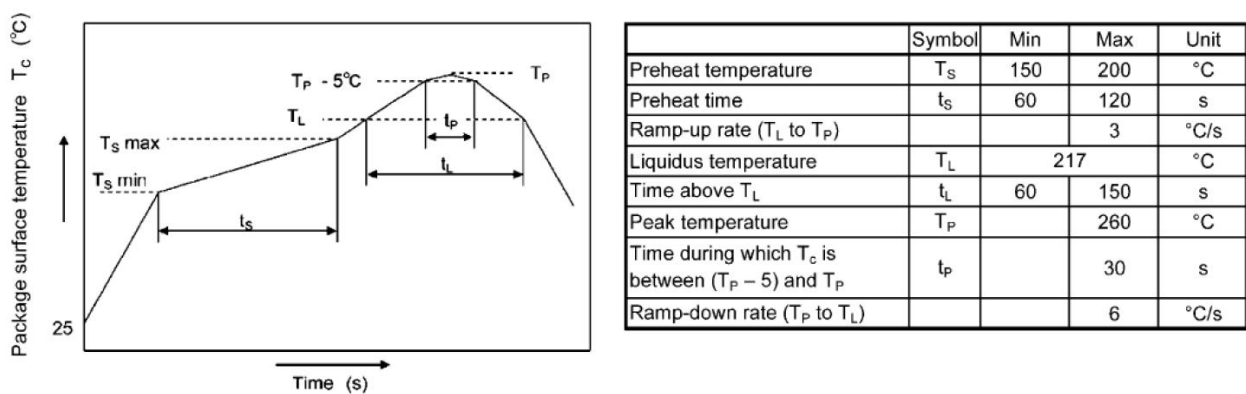 Package surface temperature T_c (°C)
T_P
T_P - 5°C
T_L
t_P
T_S max
t_L
T_S min
t_S
25
Time (s)
Symbol Min Max Unit
Preheat temperature T_S 150 200 °C
Preheat time t_S 60 120 s
Ramp-up rate (T_L to T_P) 3 °C/s
Liquidus temperature T_L 217 °C
Time above T_L t_L 60 150 s
Peak temperature T_P 260 °C
Time during which T_c is
between (T_P – 5) and T_P t_P 30 s
Ramp-down rate (T_P to T_L) 6 °C/s